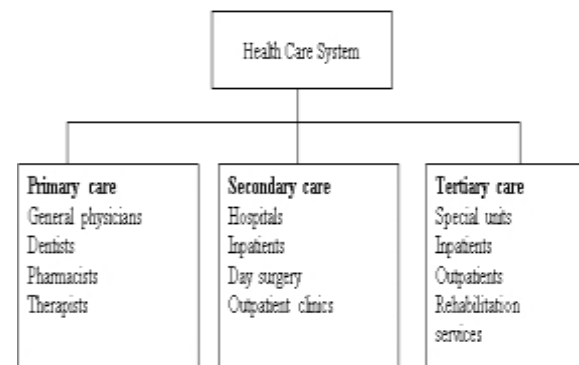 Health Care System
Primary care
General physicians
Dentists
Pharmacists
Therapists
Secondary care
Hospitals
Inpatients
Day surgery
Outpatient clinics
Tertiary care
Special units
Inpatients
Outpatients
Rehabilitation
services